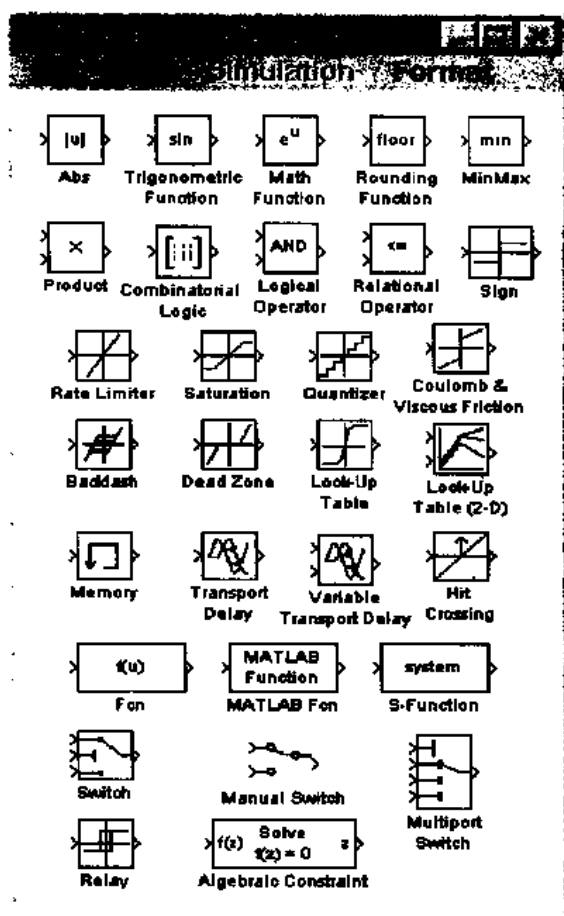 Simulation Format
|u| sin e^u floor min
Abs Trigonometric Math Rounding MinMax
Function Function Function
× AND <=
Product Combinatorial Logical Relational Sign
Logic Operator Operator
Rate Limiter Saturation Quantizer Coulomb &
Viscous Friction
Backlash Dead Zone Look-Up Look-Up
Table Table (2-D)
Memory Transport Variable Hit
Delay Transport Delay Crossing
f(u) MATLAB system
Function
Fcn MATLAB Fcn S-Function
Switch Manual Switch Multiport
Switch
f(z) Solve z
f(z) = 0
Relay Algebraic Constraint